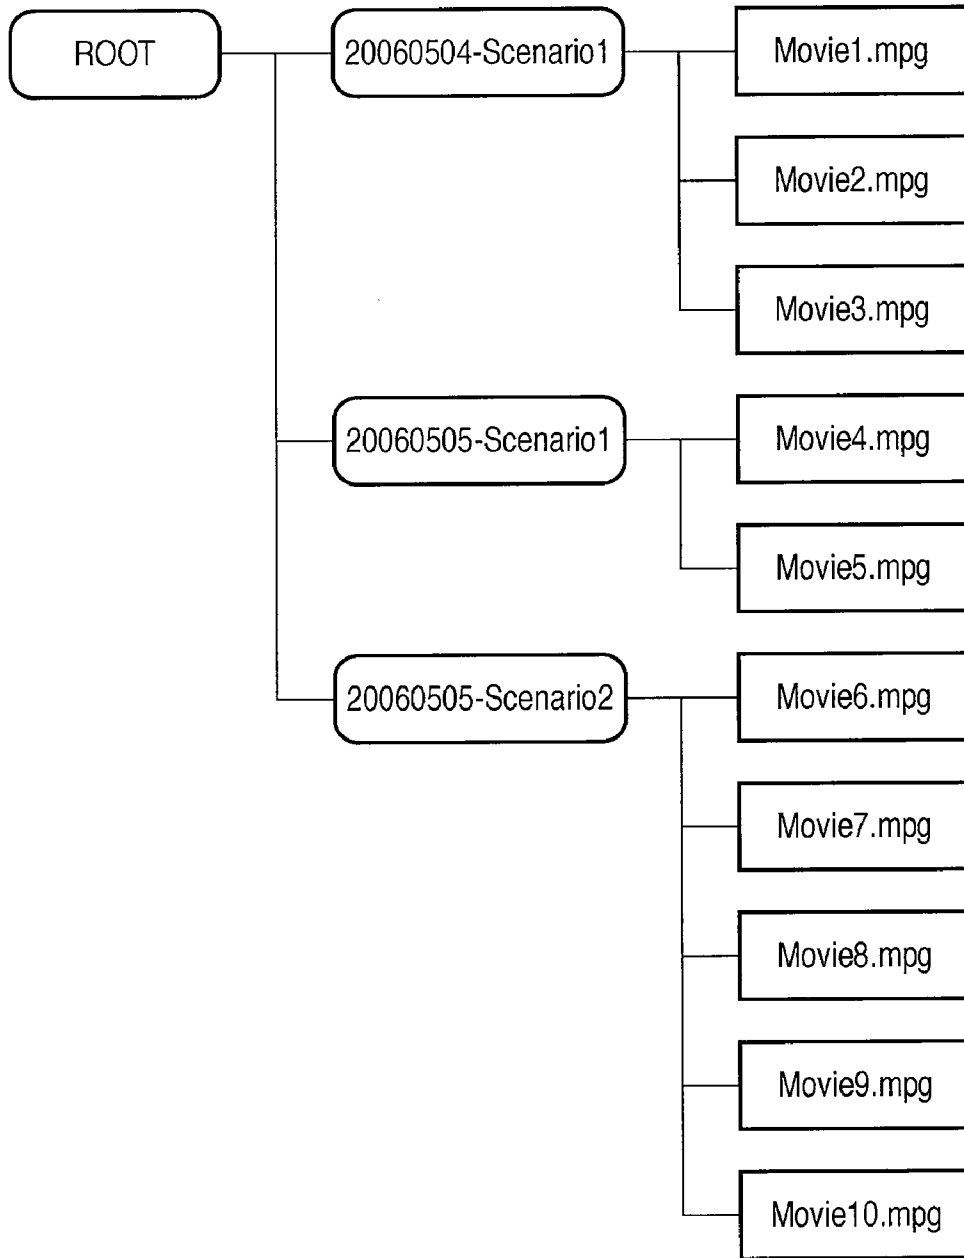 ROOT
20060504-Scenario1
Movie1.mpg
Movie2.mpg
Movie3.mpg
20060505-Scenario1
Movie4.mpg
Movie5.mpg
20060505-Scenario2
Movie6.mpg
Movie7.mpg
Movie8.mpg
Movie9.mpg
Movie10.mpg